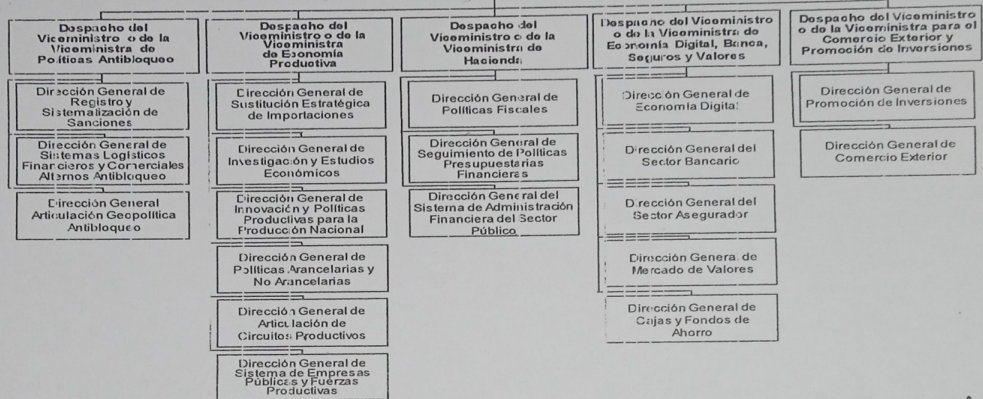 Despacho del
Viceministro o de la
Viceministra de
Políticas Antibloqueo
Dirección General de
Registro y
Sistemalización de
Sanciones
Dirección General de
Sistemas Logísticos
Financieros y Comerciales
Alternos Antibloqueo
Dirección General
Articulación Geopolítica
Antibloqueo
Despacho del
Viceministro o de la
Viceministra
de Economía
Productiva
Dirección General de
Sustitución Estratégica
de Importaciones
Dirección General de
Investigación y Estudios
Económicos
Dirección General de
Innovación y Políticas
Productivas para la
Producción Nacional
Dirección General de
Políticas Arancelarias y
No Arancelarias
Dirección General de
Articulación de
Circuitos Productivos
Dirección General de
Sistema de Empresas
Públicas y Fuerzas
Productivas
Despacho del
Viceministro o de la
Viceministra de
Hacienda
Dirección General de
Políticas Fiscales
Dirección General de
Seguimiento de Políticas
Presupuestarias
Financieras
Dirección General del
Sistema de Administración
Financiera del Sector
Público
Despacho del Viceministro
o de la Viceministra de
Economía Digital, Banca,
Seguros y Valores
Dirección General de
Economía Digital
Dirección General del
Sector Bancario
Dirección General del
Sector Asegurador
Dirección General de
Mercado de Valores
Dirección General de
Cajas y Fondos de
Ahorro
Despacho del Viceministro
o de la Viceministra para el
Comercio Exterior y
Promoción de Inversiones
Dirección General de
Promoción de Inversiones
Dirección General de
Comercio Exterior